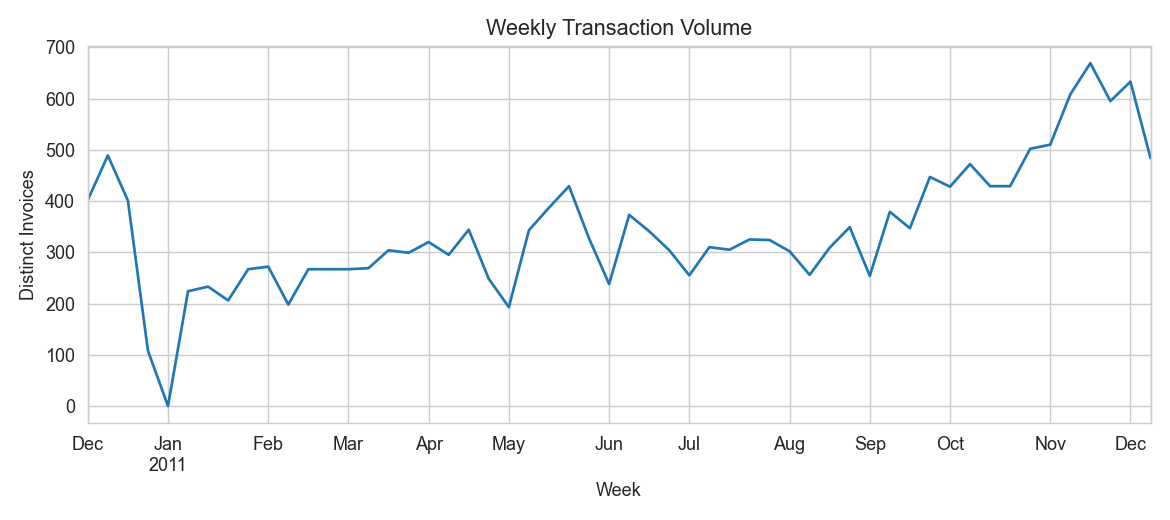 Weekly Transaction Volume
700
600
500
400
300
200
100
0
Distinct Invoices
Dec Jan Feb Mar Apr May Jun Jul Aug Sep Oct Nov Dec
2011
Week